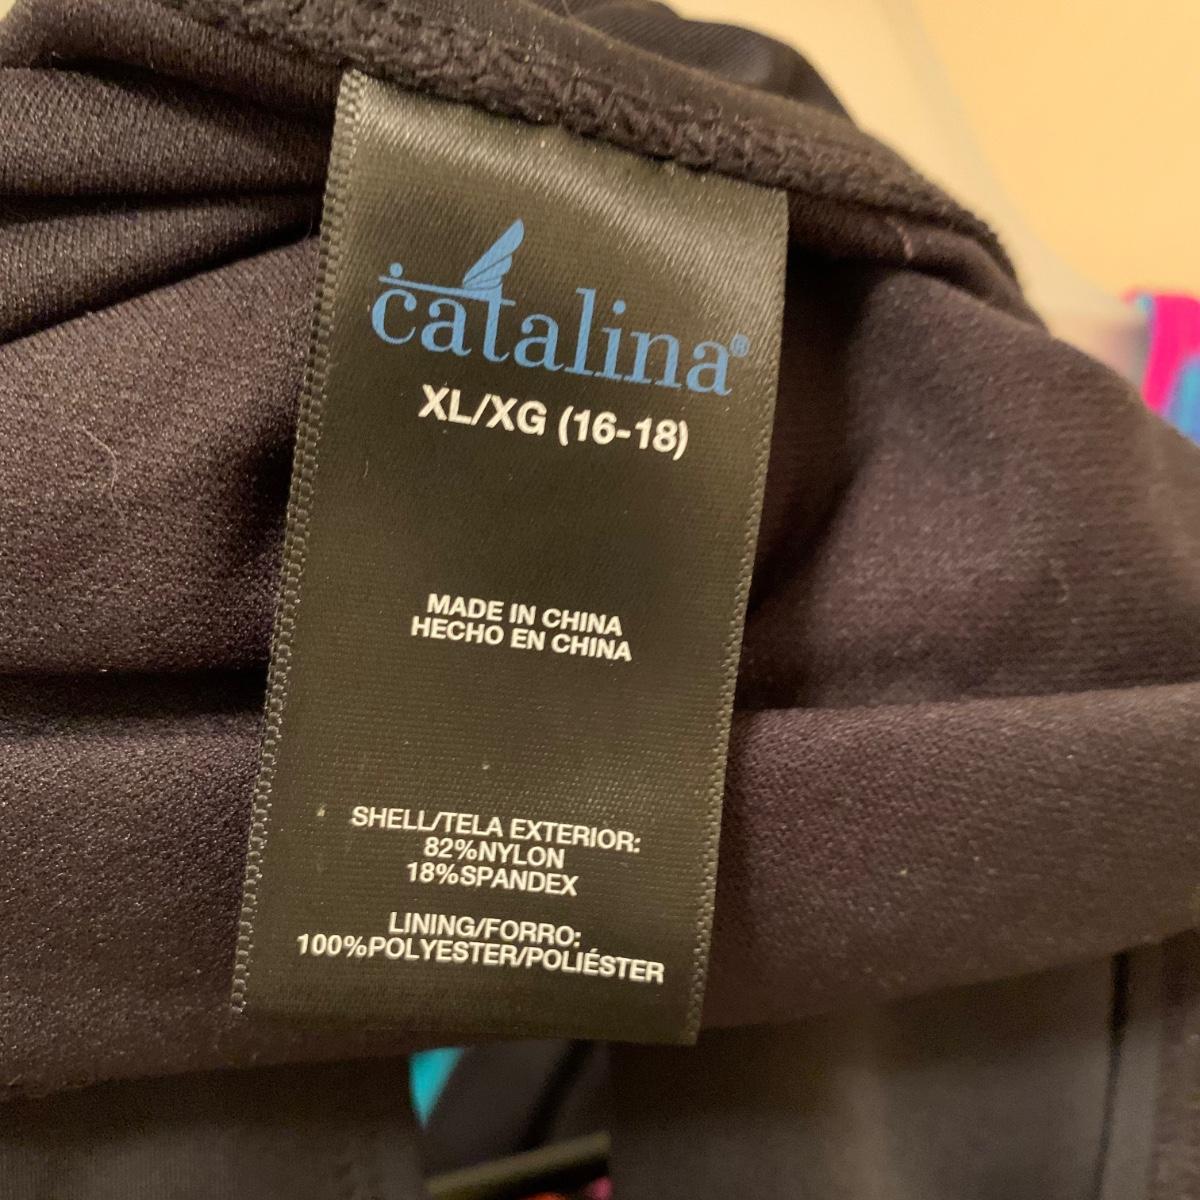 catalina®
XL/XG (16-18)
MADE IN CHINA
HECHO EN CHINA
SHELL/TELA EXTERIOR:
82%NYLON
18%SPANDEX
LINING/FORRO:
100%POLYESTER/POLIÉSTER